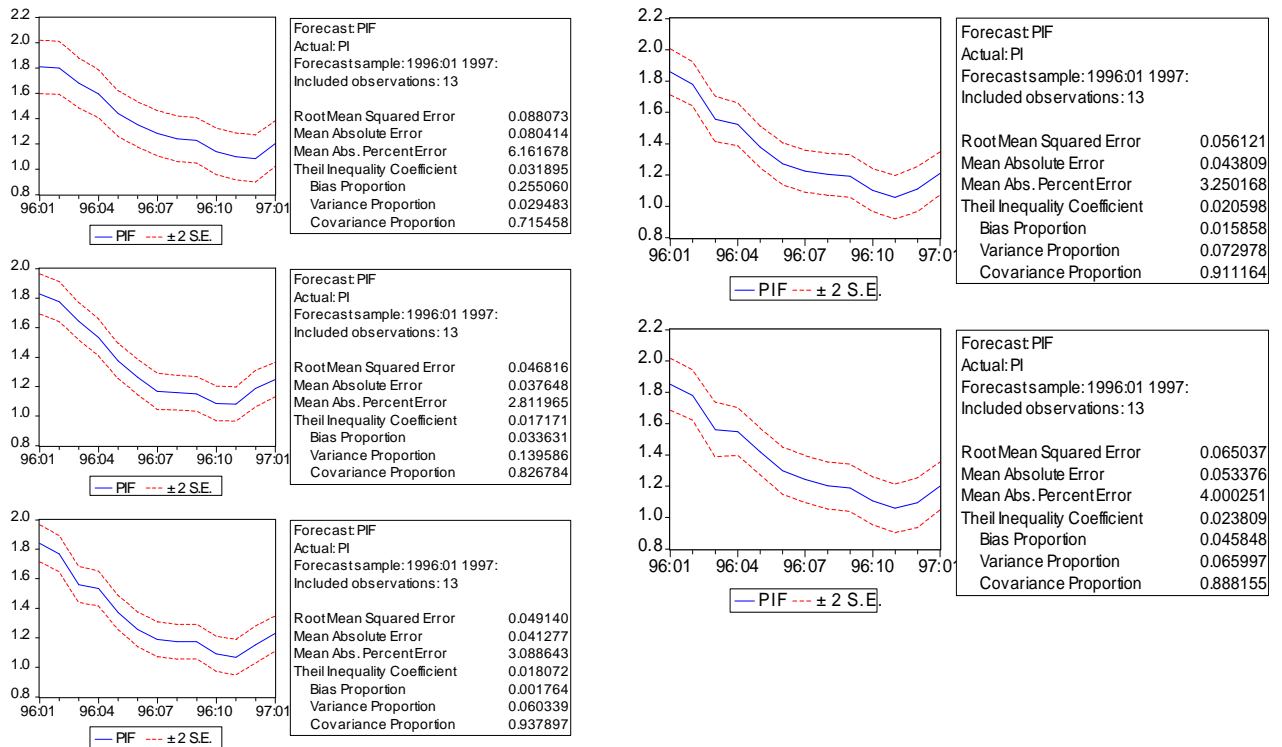 2.2
2.0
1.8
1.6
1.4
1.2
1.0
0.8
96:01 96:04 96:07 96:10 97:01
PIF ± 2 S.E.
Forecast: PIF
Actual: PI
Forecast sample: 1996:01 1997:
Included observations: 13
Root Mean Squared Error 0.088073
Mean Absolute Error 0.080414
Mean Abs. Percent Error 6.161678
Theil Inequality Coefficient 0.031895
Bias Proportion 0.255060
Variance Proportion 0.029483
Covariance Proportion 0.715458
2.0
1.8
1.6
1.4
1.2
1.0
0.8
96:01 96:04 96:07 96:10 97:01
PIF ± 2 S.E.
Forecast: PIF
Actual: PI
Forecast sample: 1996:01 1997:
Included observations: 13
Root Mean Squared Error 0.046816
Mean Absolute Error 0.037648
Mean Abs. Percent Error 2.811965
Theil Inequality Coefficient 0.017171
Bias Proportion 0.033631
Variance Proportion 0.139586
Covariance Proportion 0.826784
2.0
1.8
1.6
1.4
1.2
1.0
0.8
96:01 96:04 96:07 96:10 97:01
PIF ± 2 S.E.
Forecast: PIF
Actual: PI
Forecast sample: 1996:01 1997:
Included observations: 13
Root Mean Squared Error 0.049140
Mean Absolute Error 0.041277
Mean Abs. Percent Error 3.088643
Theil Inequality Coefficient 0.018072
Bias Proportion 0.001764
Variance Proportion 0.060339
Covariance Proportion 0.937897
2.2
2.0
1.8
1.6
1.4
1.2
1.0
0.8
96:01 96:04 96:07 96:10 97:01
PIF ± 2 S.E.
Forecast: PIF
Actual: PI
Forecast sample: 1996:01 1997:
Included observations: 13
Root Mean Squared Error 0.056121
Mean Absolute Error 0.043809
Mean Abs. Percent Error 3.250168
Theil Inequality Coefficient 0.020598
Bias Proportion 0.015858
Variance Proportion 0.072978
Covariance Proportion 0.911164
2.2
2.0
1.8
1.6
1.4
1.2
1.0
0.8
96:01 96:04 96:07 96:10 97:01
PIF ± 2 S.E.
Forecast: PIF
Actual: PI
Forecast sample: 1996:01 1997:
Included observations: 13
Root Mean Squared Error 0.065037
Mean Absolute Error 0.053376
Mean Abs. Percent Error 4.000251
Theil Inequality Coefficient 0.023809
Bias Proportion 0.045848
Variance Proportion 0.065997
Covariance Proportion 0.888155